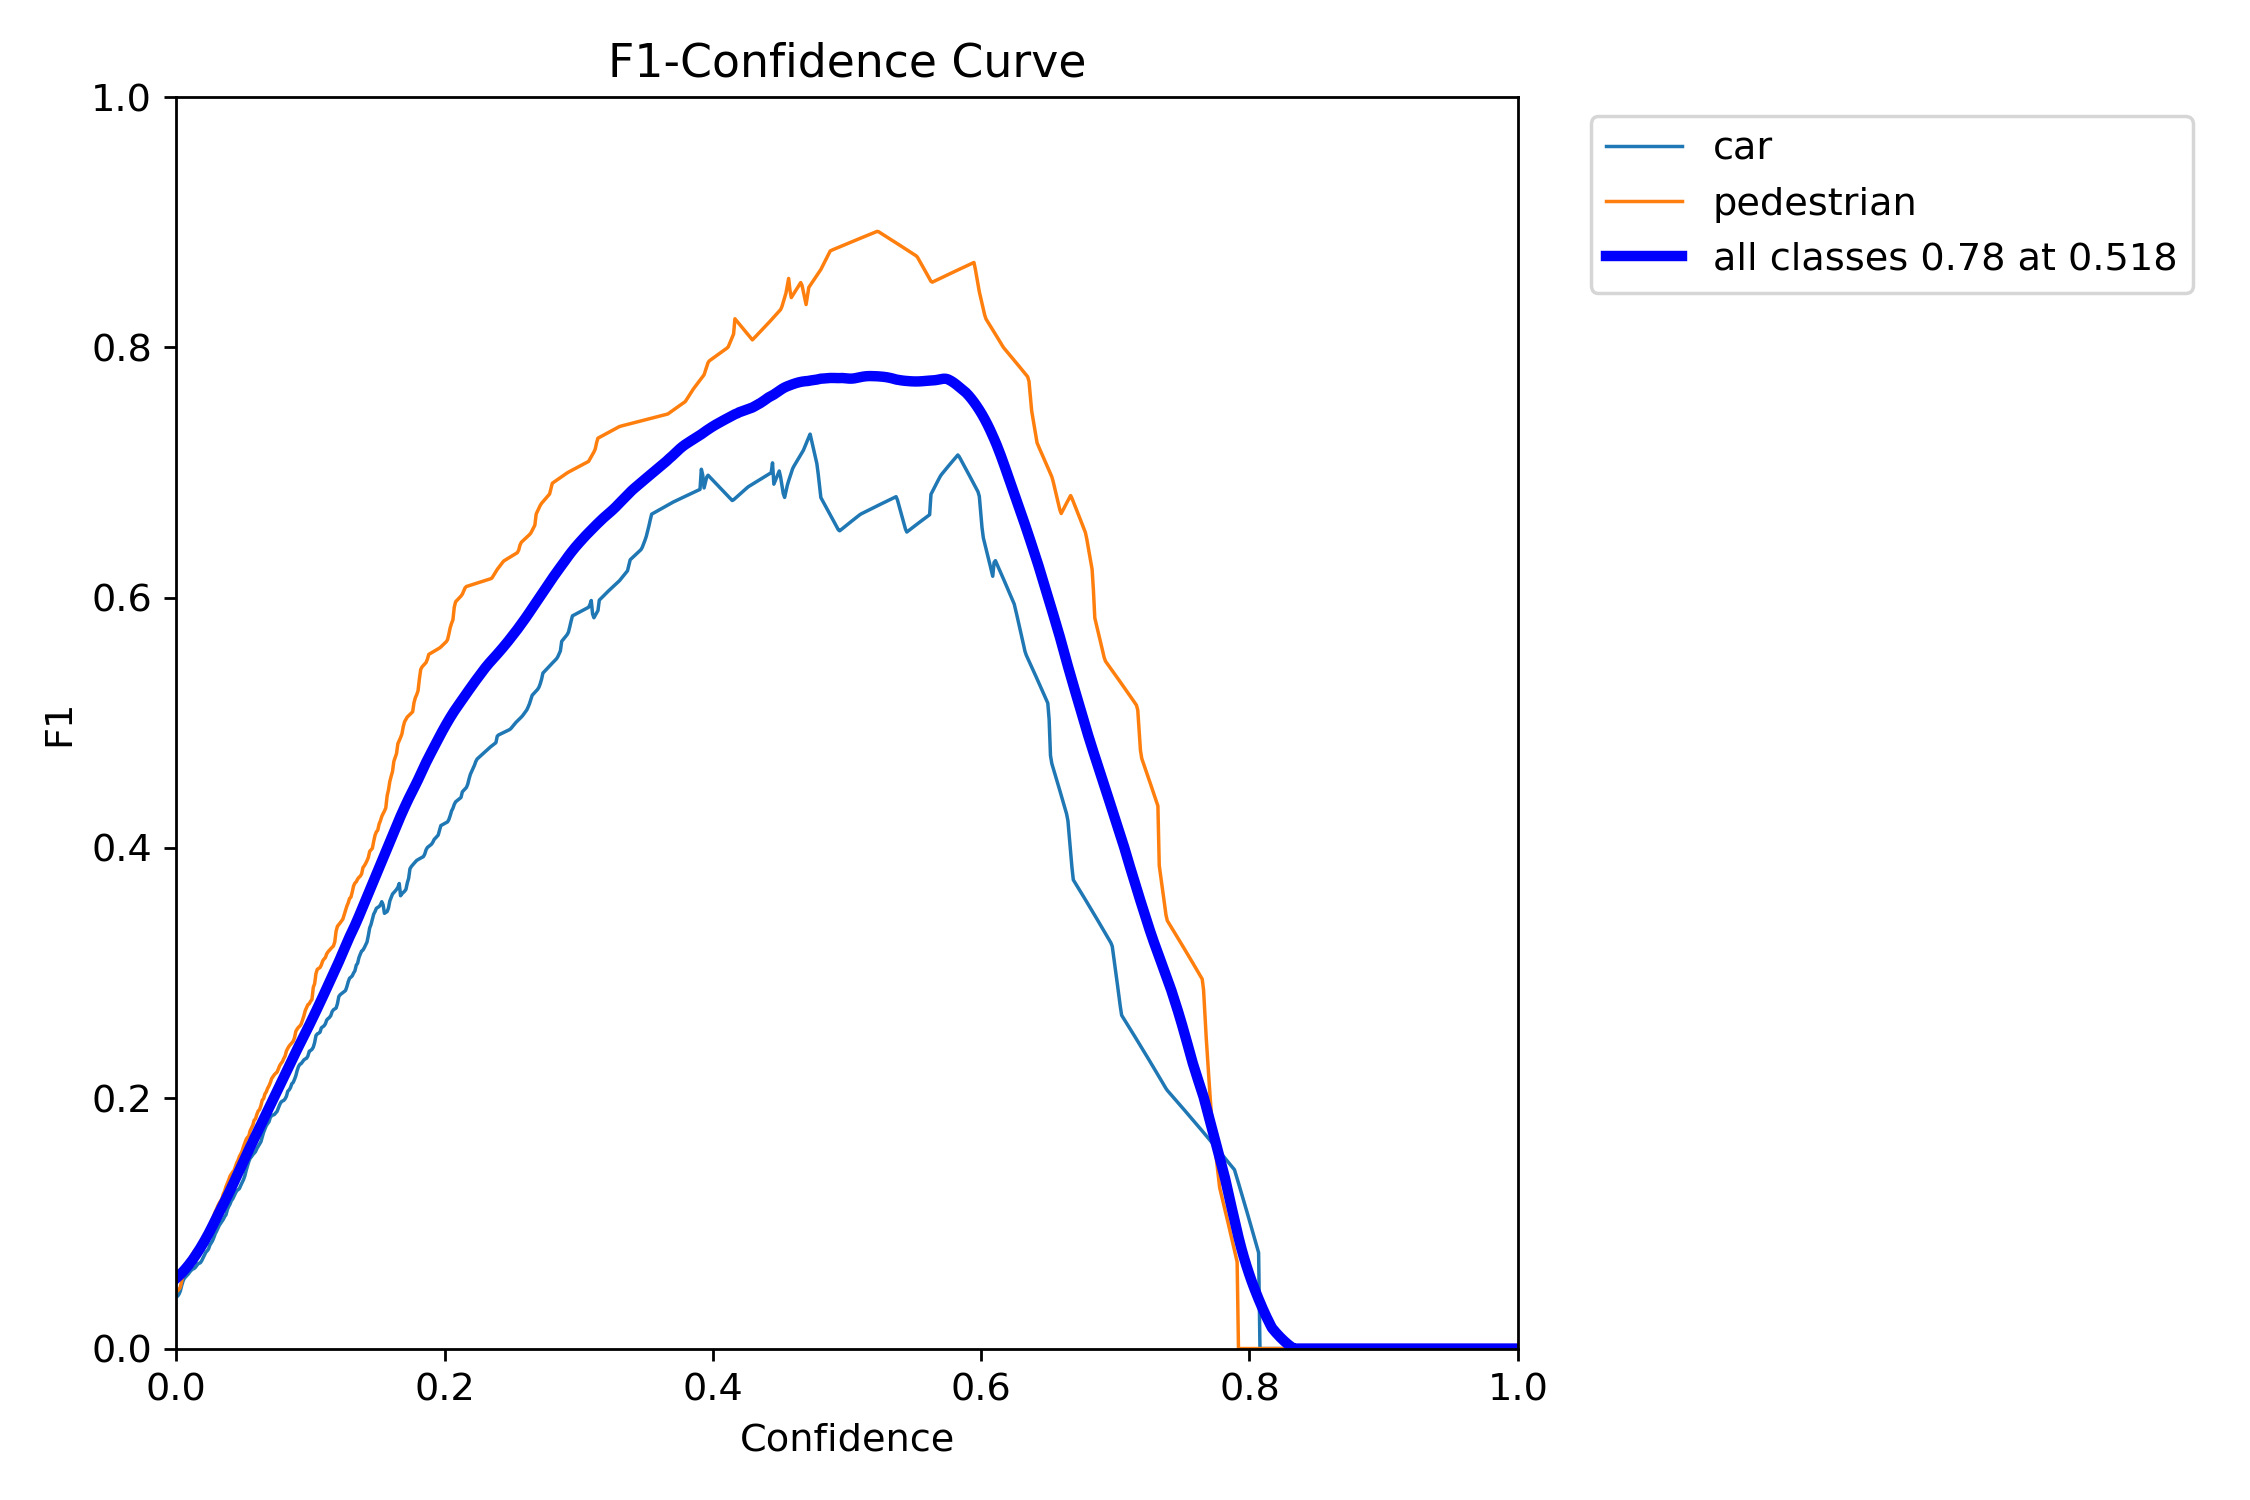 F1-Confidence Curve
1.0
0.8
0.6
0.4
0.2
0.0
F1
0.0 0.2 0.4 0.6 0.8 1.0
Confidence
car
pedestrian
all classes 0.78 at 0.518